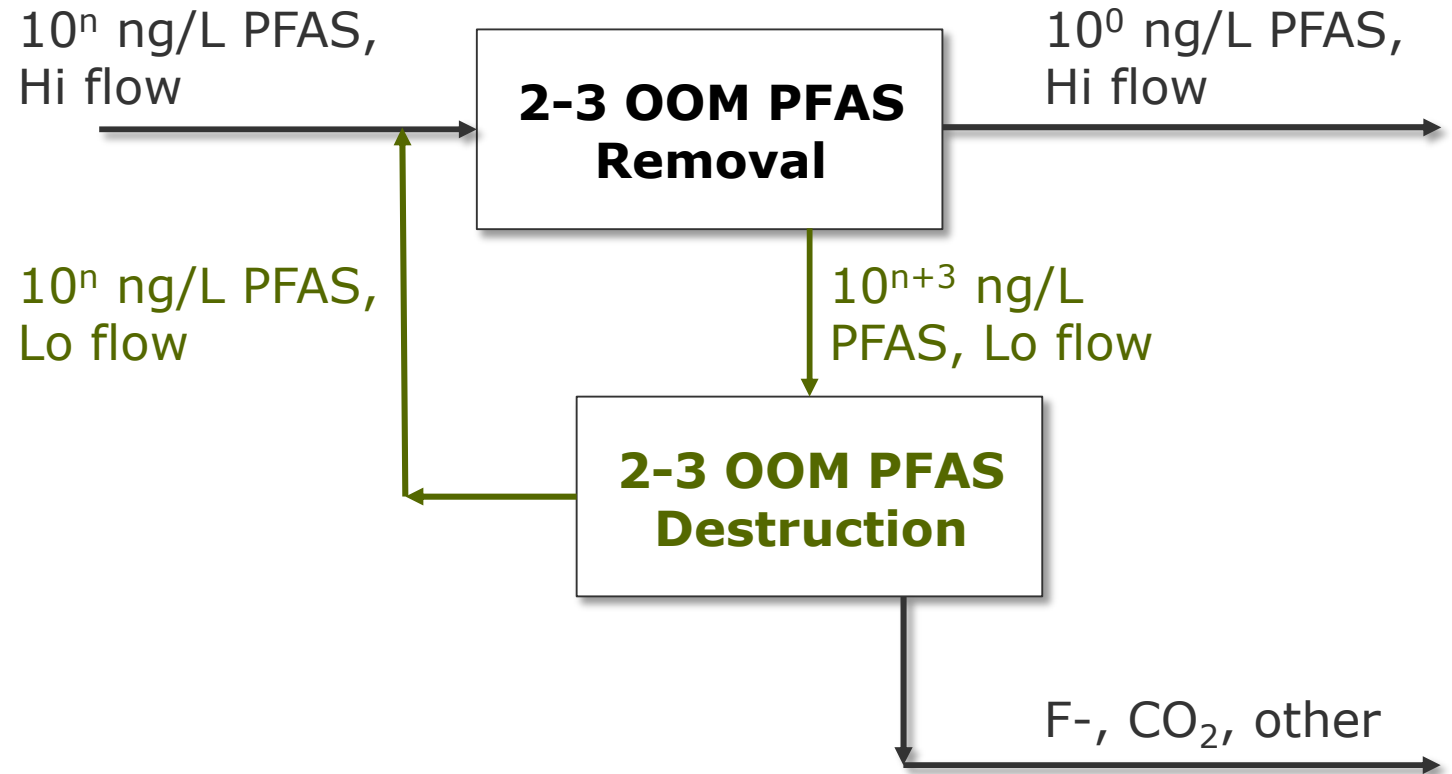 10ⁿ ng/L PFAS,
Hi flow
2-3 OOM PFAS
Removal
10⁰ ng/L PFAS,
Hi flow
10ⁿ ng/L PFAS,
Lo flow
10ⁿ⁺³ ng/L
PFAS, Lo flow
2-3 OOM PFAS
Destruction
F-, CO₂, other